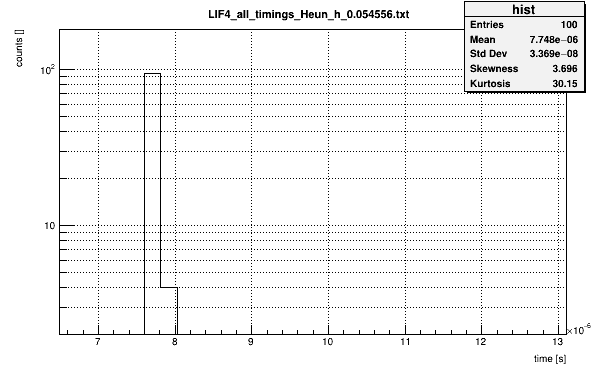 LIF4_all_timings_Heun_h_0.054556.txt
hist
Entries 100
Mean 7.748e−06
Std Dev 3.369e−08
Skewness 3.696
Kurtosis 30.15
counts []
10²
10
7 8 9 10 11 12 13
×10⁻⁶
time [s]